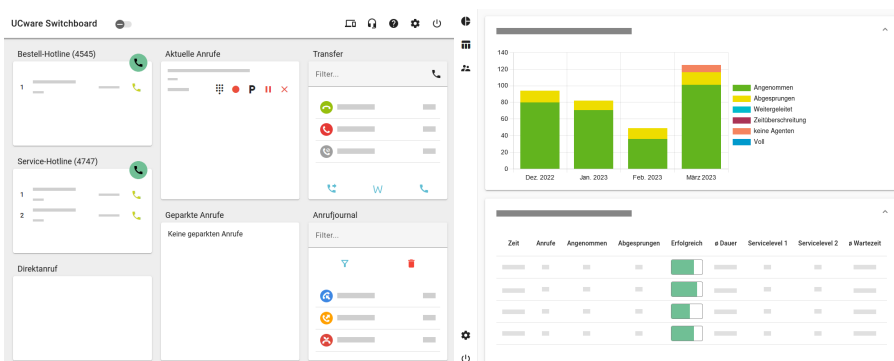 UCware Switchboard
Bestell-Hotline (4545)
1
Service-Hotline (4747)
1
2
Direktanruf
Aktuelle Anrufe
P
Geparkte Anrufe
Keine geparkten Anrufe
Transfer
Filter...
W
Anrufjournal
Filter...
140
120
100
80
60
40
20
0
Dez. 2022 Jan. 2023 Feb. 2023 März 2023
Angenommen
Abgesprungen
Weitergeleitet
Zeitüberschreitung
keine Agenten
Voll
Zeit Anrufe Angenommen Abgesprungen Erfolgreich ø Dauer Servicelevel 1 Servicelevel 2 ø Wartezeit